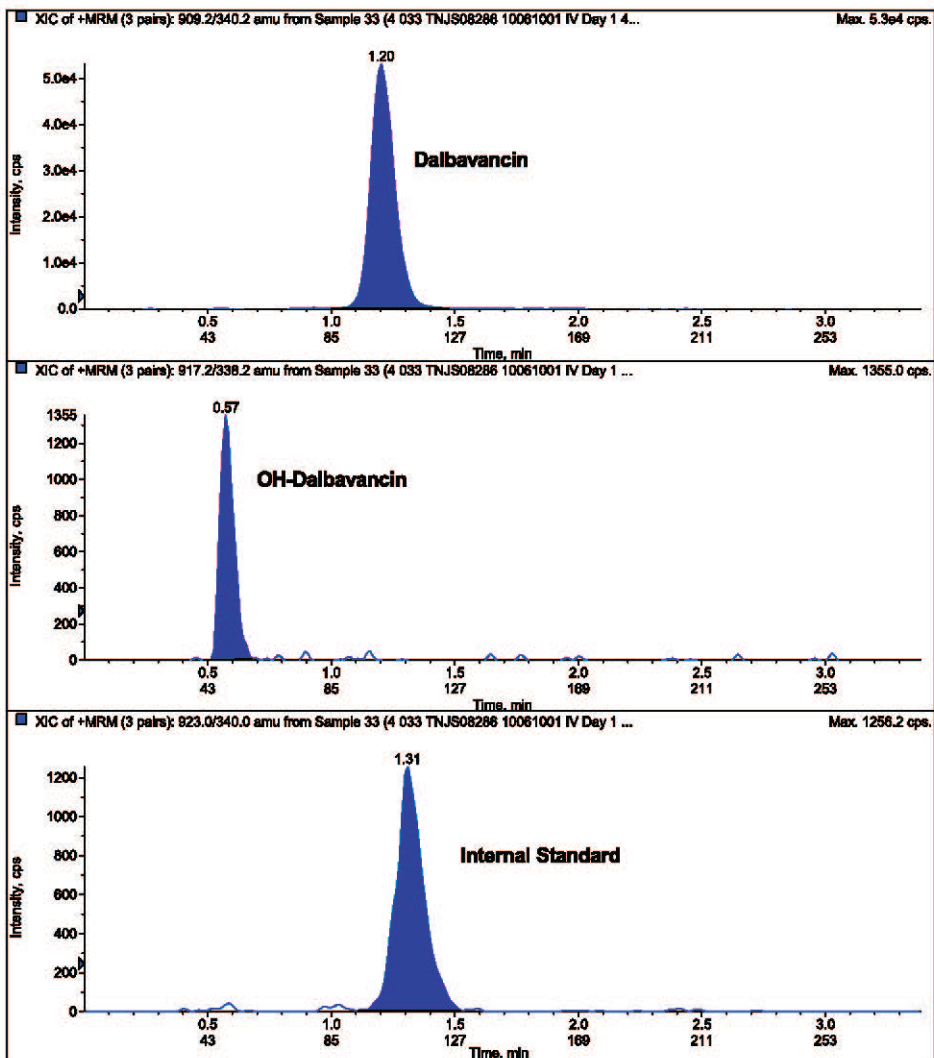 XIC of +MRM (3 pairs): 909.2/340.2 amu from Sample 33 (4 033 TNJS08286 10061001 IV Day 1 4... Max. 5.3e4 cps.
1.20
5.0e4
4.0e4
Dalbavancin
3.0e4
2.0e4
1.0e4
0.0
Intensity, cps
0.5 1.0 1.5 2.0 2.5 3.0
43 85 127 169 211 253
Time, min
XIC of +MRM (3 pairs): 917.2/338.2 amu from Sample 33 (4 033 TNJS08286 10061001 IV Day 1 ... Max. 1355.0 cps.
0.57
1355
1200
1000
OH-Dalbavancin
800
600
400
200
0
Intensity, cps
0.5 1.0 1.5 2.0 2.5 3.0
43 85 127 169 211 253
Time, min
XIC of +MRM (3 pairs): 923.0/340.0 amu from Sample 33 (4 033 TNJS08286 10061001 IV Day 1 ... Max. 1256.2 cps.
1.31
1200
1000
800
Internal Standard
600
400
200
0
Intensity, cps
0.5 1.0 1.5 2.0 2.5 3.0
43 85 127 169 211 253
Time, min